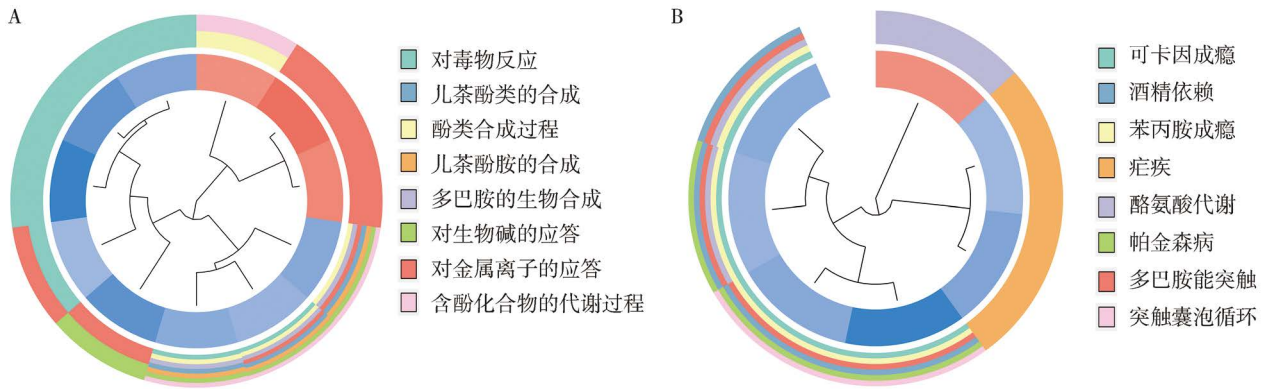 A
对毒物反应
儿茶酚类的合成
酚类合成过程
儿茶酚胺的合成
多巴胺的生物合成
对生物碱的应答
对金属离子的应答
含酚化合物的代谢过程
B
可卡因成瘾
酒精依赖
苯丙胺成瘾
疟疾
酪氨酸代谢
帕金森病
多巴胺能突触
突触囊泡循环